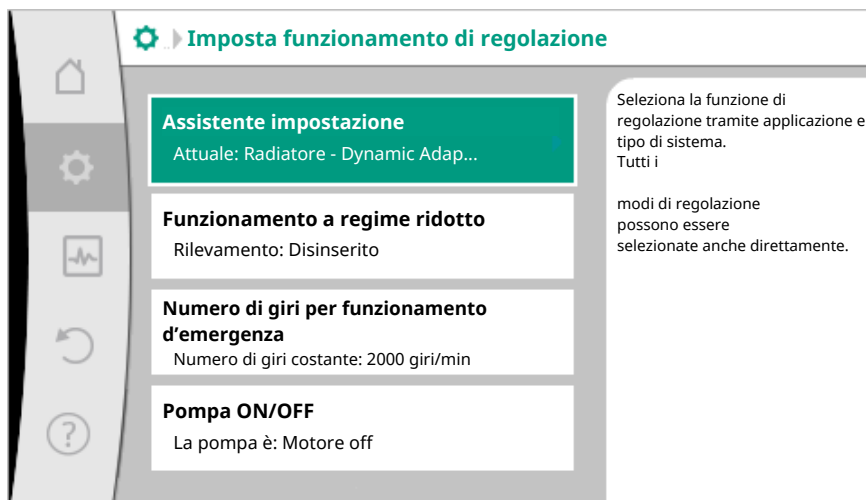 Imposta funzionamento di regolazione
Assistente impostazione
Attuale: Radiatore - Dynamic Adap...
Funzionamento a regime ridotto
Rilevamento: Disinserito
Numero di giri per funzionamento
d’emergenza
Numero di giri costante: 2000 giri/min
Pompa ON/OFF
La pompa è: Motore off
Seleziona la funzione di
regolazione tramite applicazione e
tipo di sistema.
Tutti i
modi di regolazione
possono essere
selezionate anche direttamente.
?